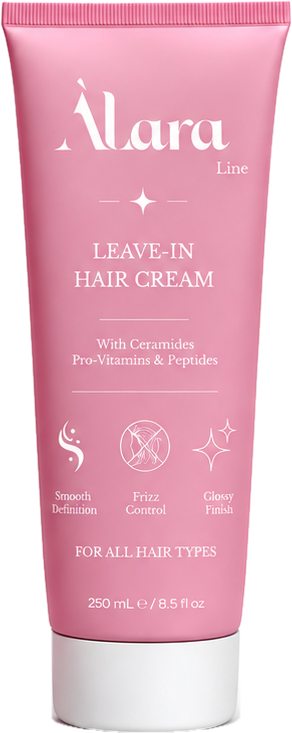 Àlara
Line
LEAVE-IN
HAIR CREAM
With Ceramides
Pro-Vitamins & Peptides
Smooth
Definition
Frizz
Control
Glossy
Finish
FOR ALL HAIR TYPES
250 mL ℮ / 8.5 fl oz